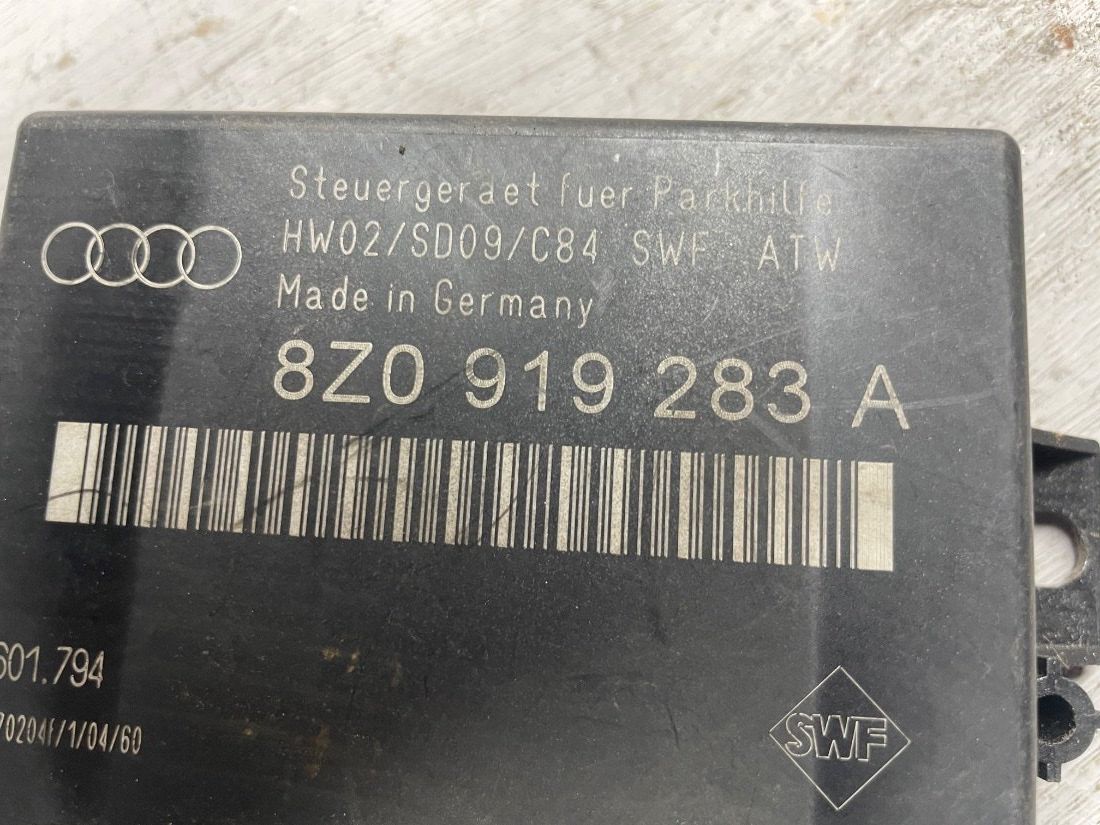 Steuergeraet fuer Parkhilfe
HW02/SD09/C84 SWF ATW
Made in Germany
8Z0 919 283 A
601.794
70204f/1/04/60
SWF